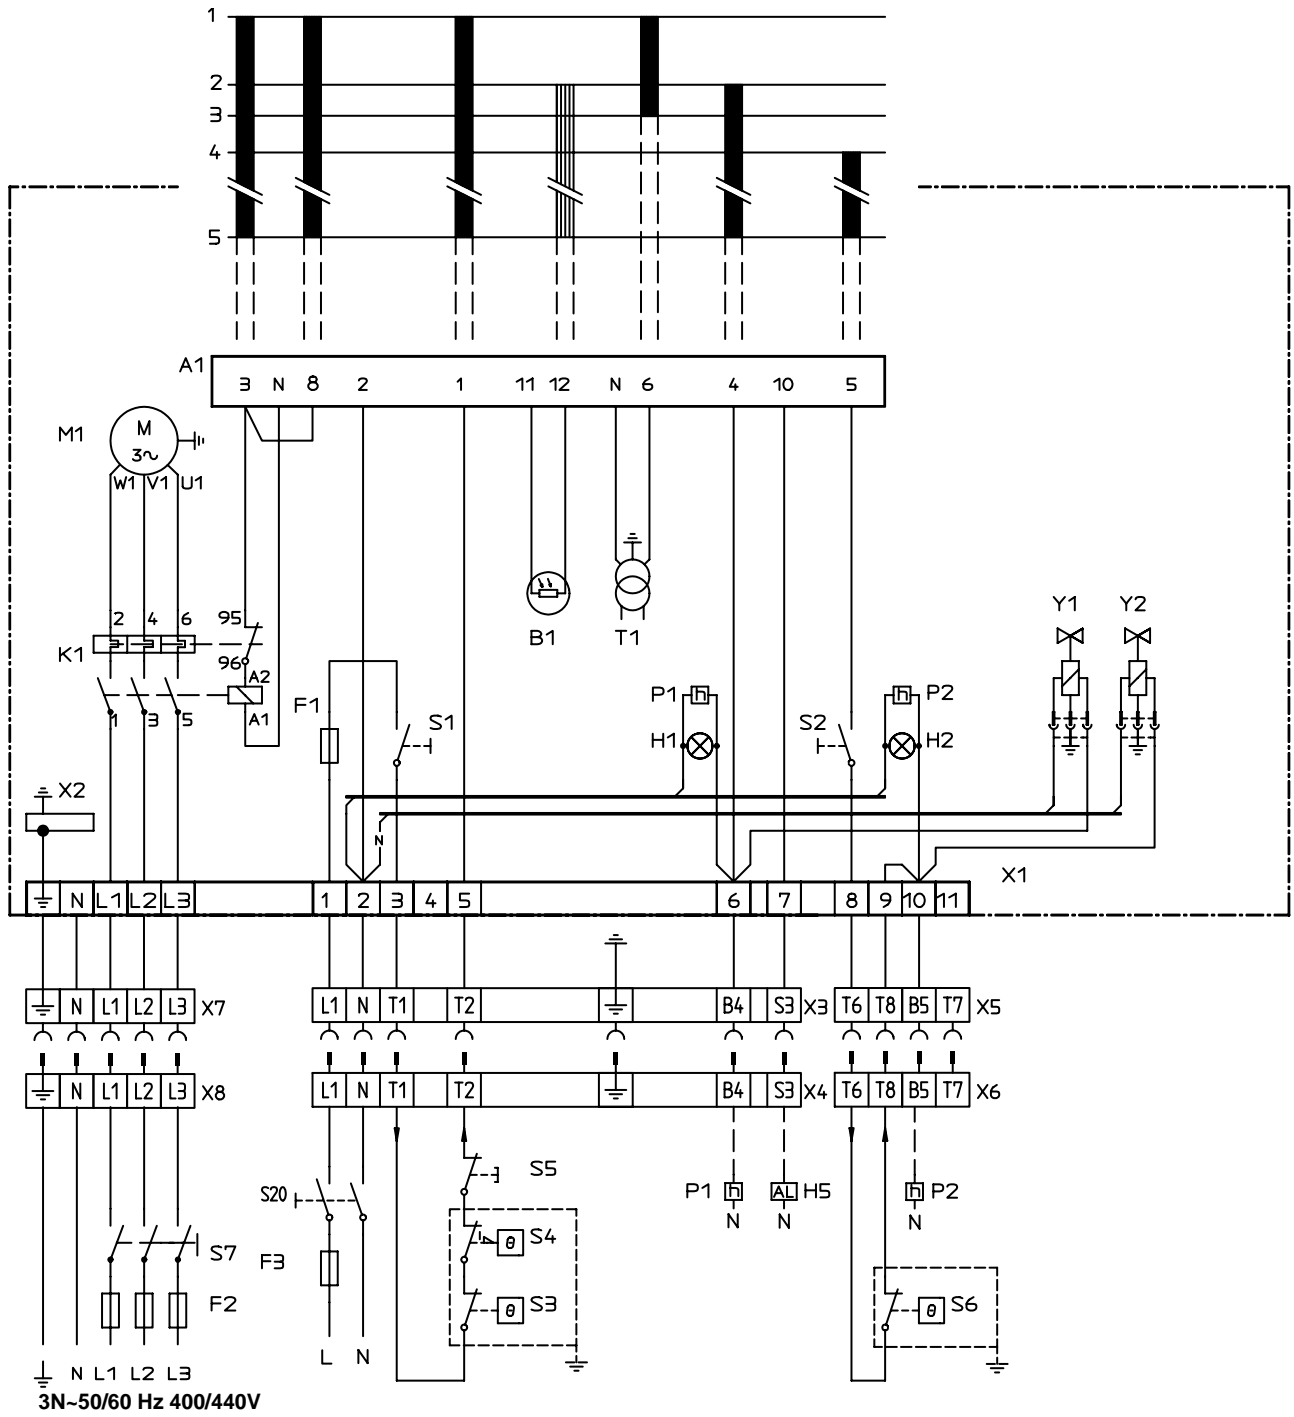 1
2
3
4
5
A1
3 N 8 2 1 11 12 N 6 4 10 5
M1
M
3~
W1 V1 U1
B1
T1
Y1 Y2
2 4 6
95
K1
96
A2
A1
1 3 5
F1
S1
P1 h
H1
S2
h P2
H2
X2
N
X1
N L1 L2 L3 1 2 3 4 5 6 7 8 9 10 11
N L1 L2 L3 X7 L1 N T1 T2 B4 S3 X3 T6 T8 B5 T7 X5
N L1 L2 L3 X8 L1 N T1 T2 B4 S3 X4 T6 T8 B5 T7 X6
S5
S20
P1 h AL H5 h P2
N N N
S7
F3
θ S4
F2
θ S3
θ S6
L N
N L1 L2 L3
3N~50/60 Hz 400/440V